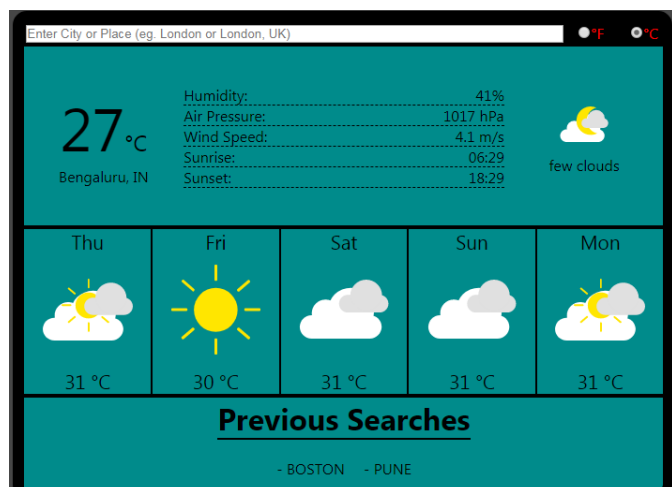 Enter City or Place (eg. London or London, UK) °F °C
27 °C
Bengaluru, IN
Humidity: 41%
Air Pressure: 1017 hPa
Wind Speed: 4.1 m/s
Sunrise: 06:29
Sunset: 18:29
few clouds
Thu Fri Sat Sun Mon
31 °C 30 °C 31 °C 31 °C 31 °C
Previous Searches
- BOSTON - PUNE